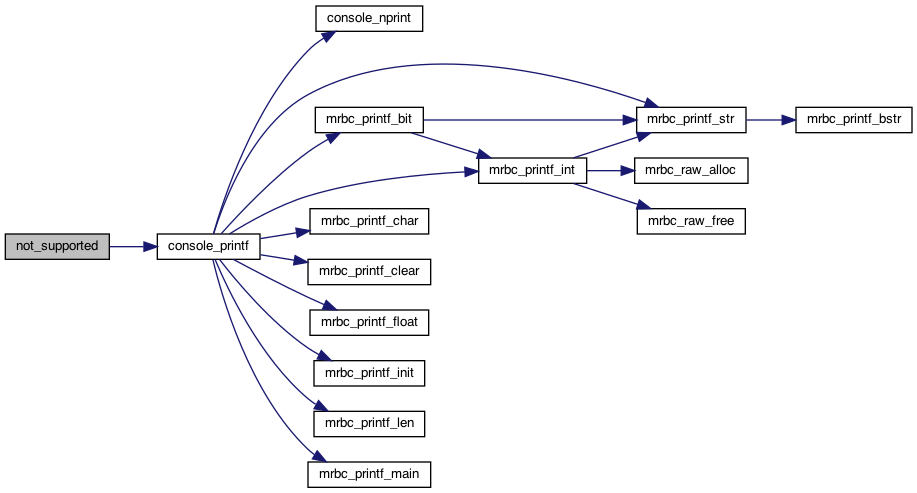 console_nprint
mrbc_printf_bit
mrbc_printf_str
mrbc_printf_bstr
mrbc_printf_int
mrbc_raw_alloc
mrbc_printf_char
mrbc_raw_free
not_supported
console_printf
mrbc_printf_clear
mrbc_printf_float
mrbc_printf_init
mrbc_printf_len
mrbc_printf_main